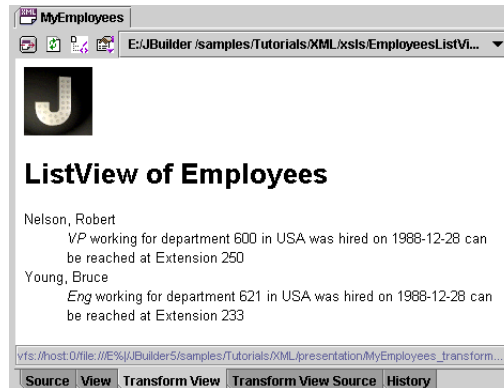 XML MyEmployees
E:/JBuilder /samples/Tutorials/XML/xsls/EmployeesListVi...
J
ListView of Employees
Nelson, Robert
VP working for department 600 in USA was hired on 1988-12-28 can
be reached at Extension 250
Young, Bruce
Eng working for department 621 in USA was hired on 1988-12-28 can
be reached at Extension 233
vfs://host:0/file:///E%|/JBuilder5/samples/Tutorials/XML/presentation/MyEmployees_transform...
Source View Transform View Transform View Source History